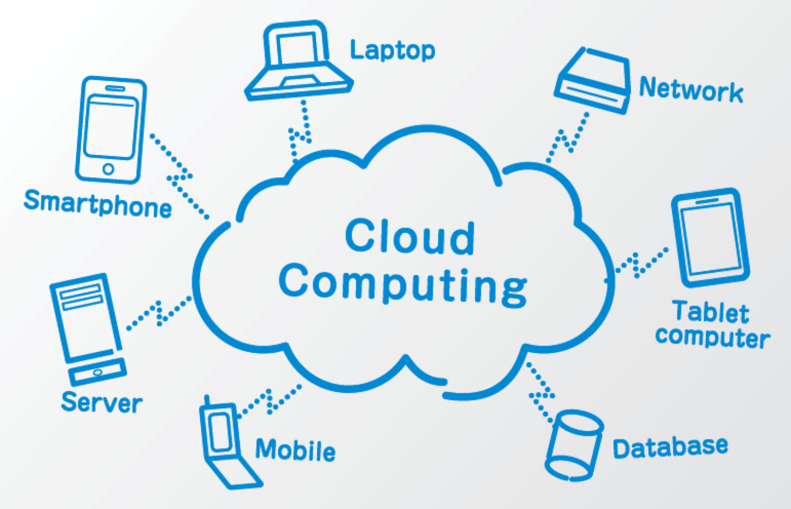 Laptop
Network
Smartphone
Cloud
Computing
Tablet
computer
Server
Mobile
Database